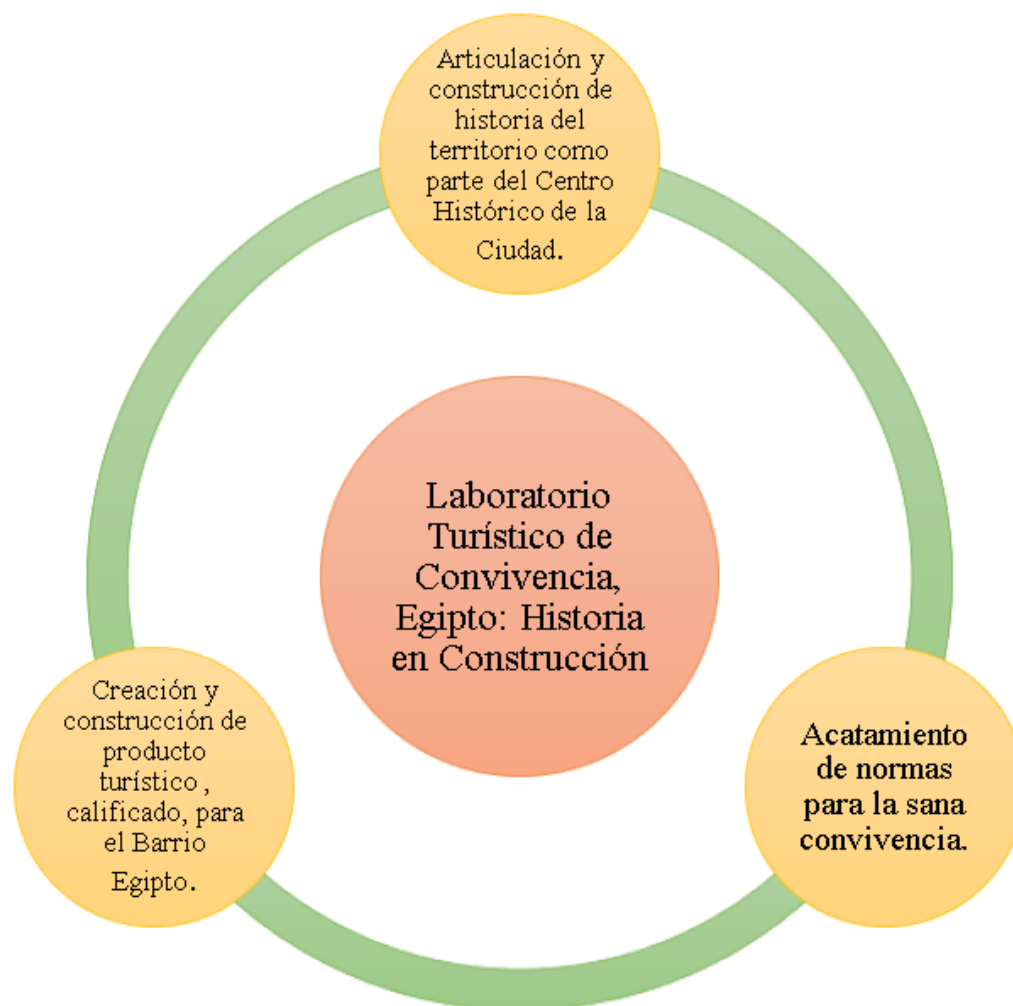 Articulación y
construcción de
historia del
territorio como
parte del Centro
Histórico de la
Ciudad.
Laboratorio
Turístico de
Convivencia,
Egipto: Historia
en Construcción
Creación y
construcción de
producto
turístico ,
calificado, para
el Barrio
Egipto.
Acatamiento
de normas
para la sana
convivencia.